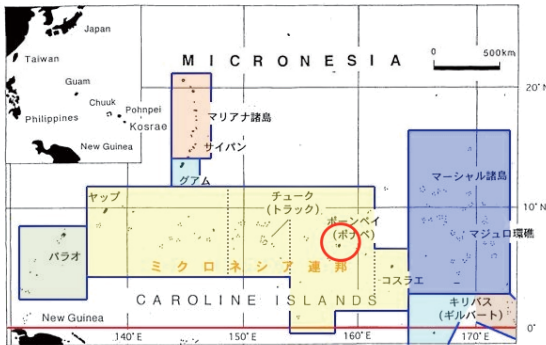 Japan
Taiwan
Guam
Philippines
Chuuk
Pohnpei
Kosrae
New Guinea
MICRONESIA
0 500km
20°N
マリアナ諸島
サイパン
グアム
ヤップ
チューク
(トラック)
ポーンペイ
(ポナペ)
マーシャル諸島
マジュロ環礁
10°
パラオ
ミクロネシア連邦
コスラエ
CAROLINE ISLANDS
キリバス
(ギルバート)
New Guinea
0°
140°E
150°E
160°E
170°E